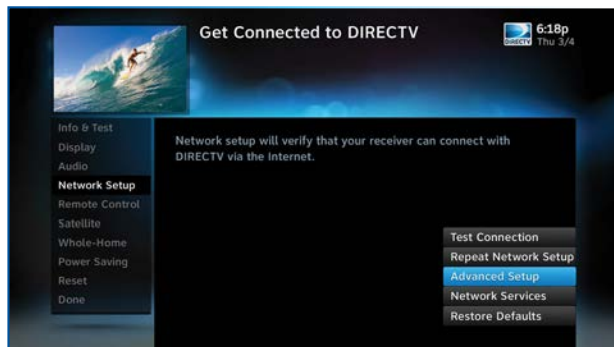 Get Connected to DIRECTV
DIRECTV
6:18p
Thu 3/4
Info & Test
Display
Audio
Network Setup
Remote Control
Satellite
Whole-Home
Power Saving
Reset
Done
Network setup will verify that your receiver can connect with
DIRECTV via the Internet.
Test Connection
Repeat Network Setup
Advanced Setup
Network Services
Restore Defaults